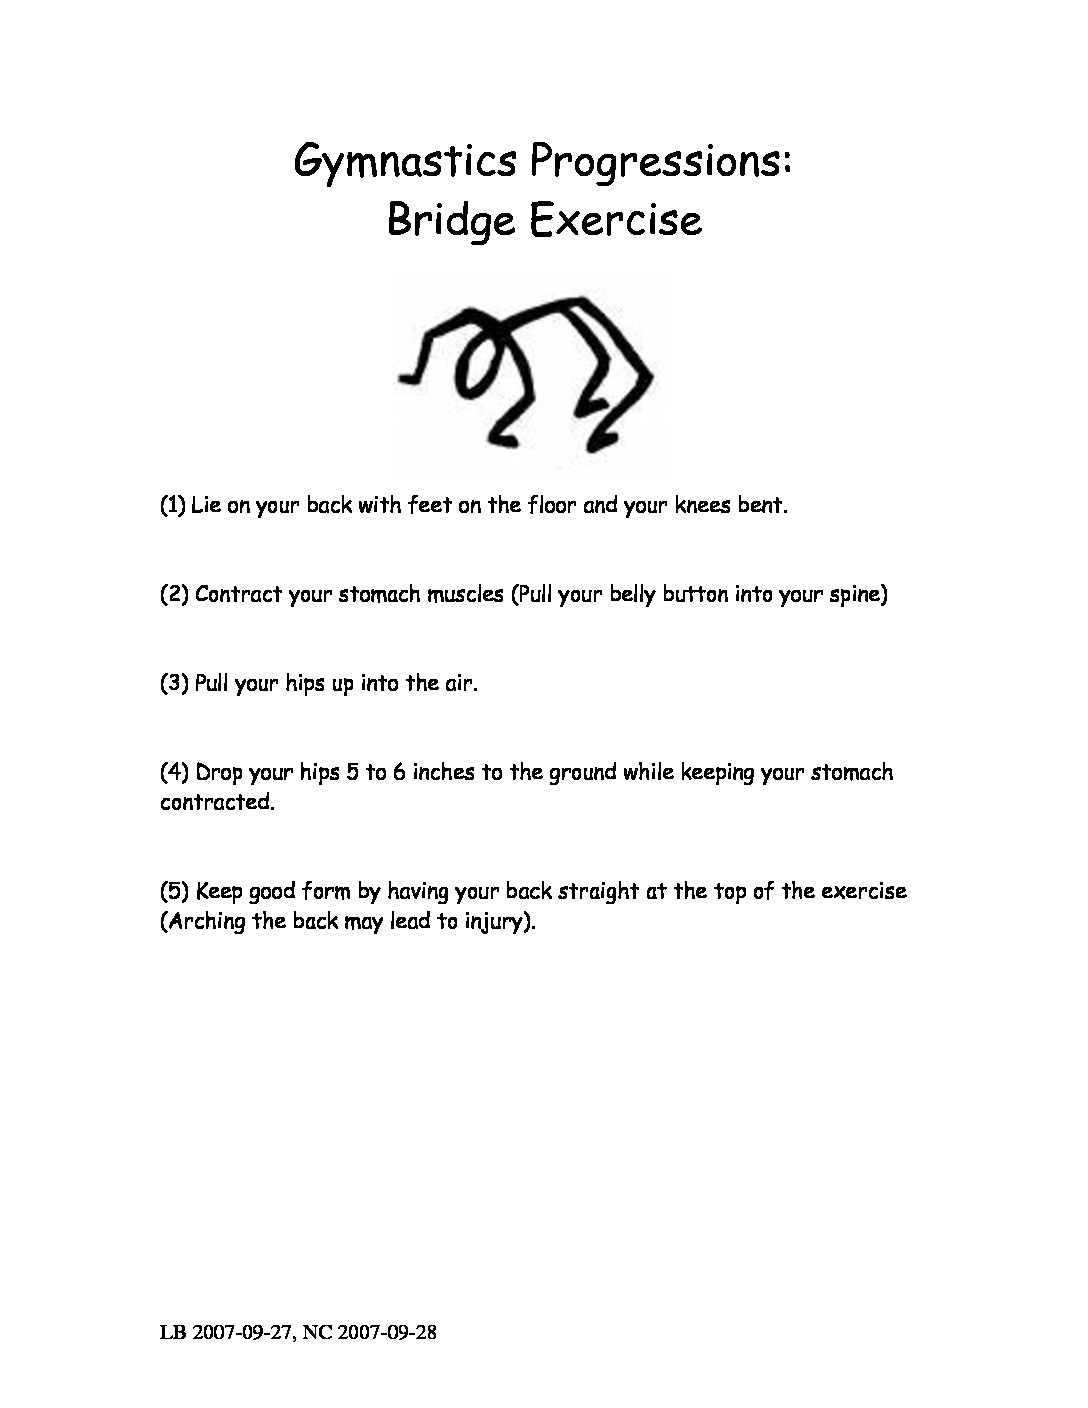 Gymnastics Progressions:
Bridge Exercise
(1) Lie on your back with feet on the floor and your knees bent.
(2) Contract your stomach muscles (Pull your belly button into your spine)
(3) Pull your hips up into the air.
(4) Drop your hips 5 to 6 inches to the ground while keeping your stomach
contracted.
(5) Keep good form by having your back straight at the top of the exercise
(Arching the back may lead to injury).
LB 2007-09-27, NC 2007-09-28